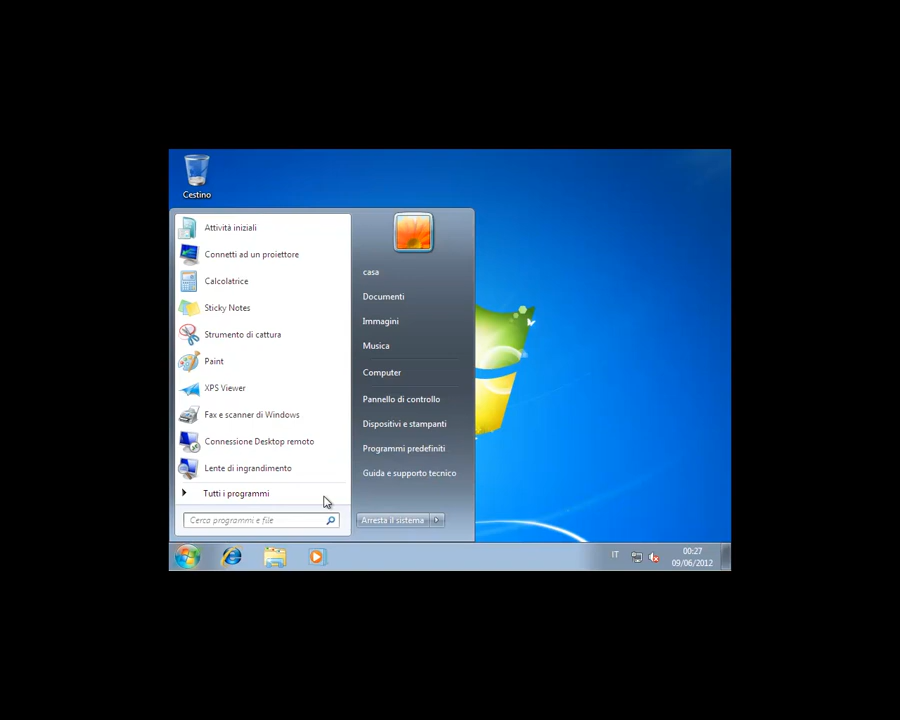 Cestino
Attività iniziali
Connetti ad un proiettore
Calcolatrice
Sticky Notes
Strumento di cattura
Paint
XPS Viewer
Fax e scanner di Windows
Connessione Desktop remoto
Lente di ingrandimento
Tutti i programmi
Cerca programmi e file
casa
Documenti
Immagini
Musica
Computer
Pannello di controllo
Dispositivi e stampanti
Programmi predefiniti
Guida e supporto tecnico
Arresta il sistema
IT
00:27
09/06/2012